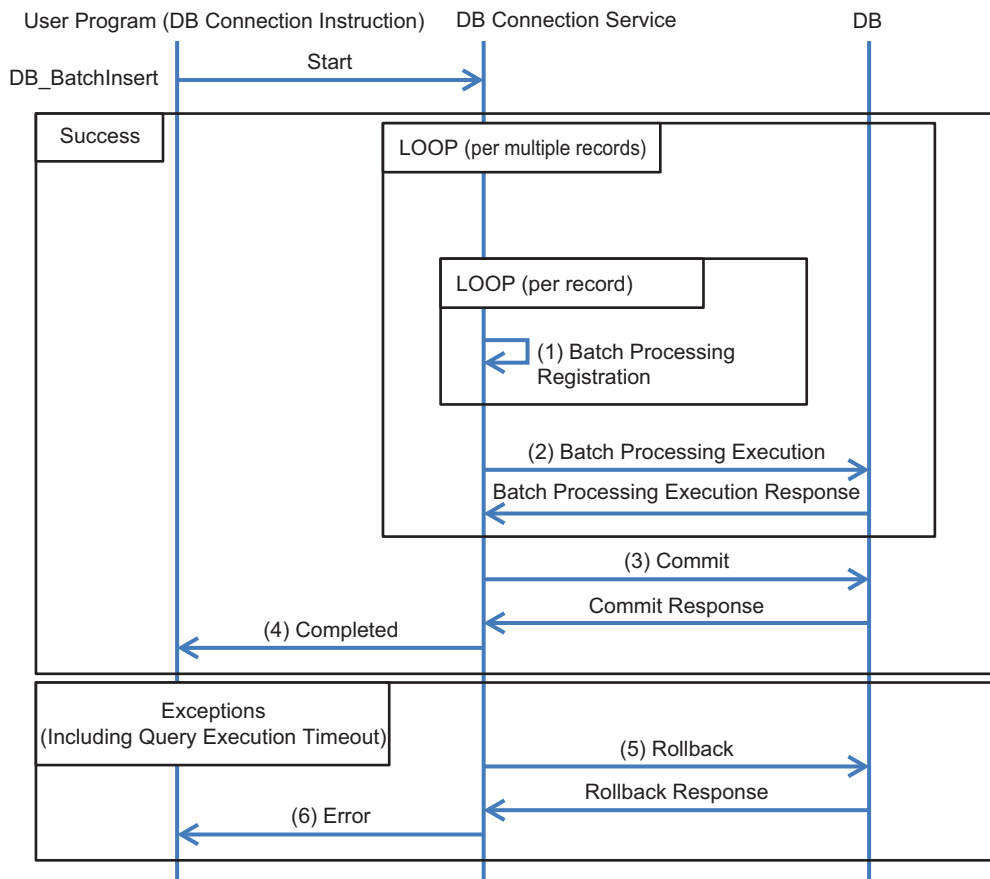 User Program (DB Connection Instruction)
DB Connection Service
DB
Start
DB_BatchInsert
Success
LOOP (per multiple records)
LOOP (per record)
(1) Batch Processing
Registration
(2) Batch Processing Execution
Batch Processing Execution Response
(3) Commit
Commit Response
(4) Completed
Exceptions
(Including Query Execution Timeout)
(5) Rollback
Rollback Response
(6) Error